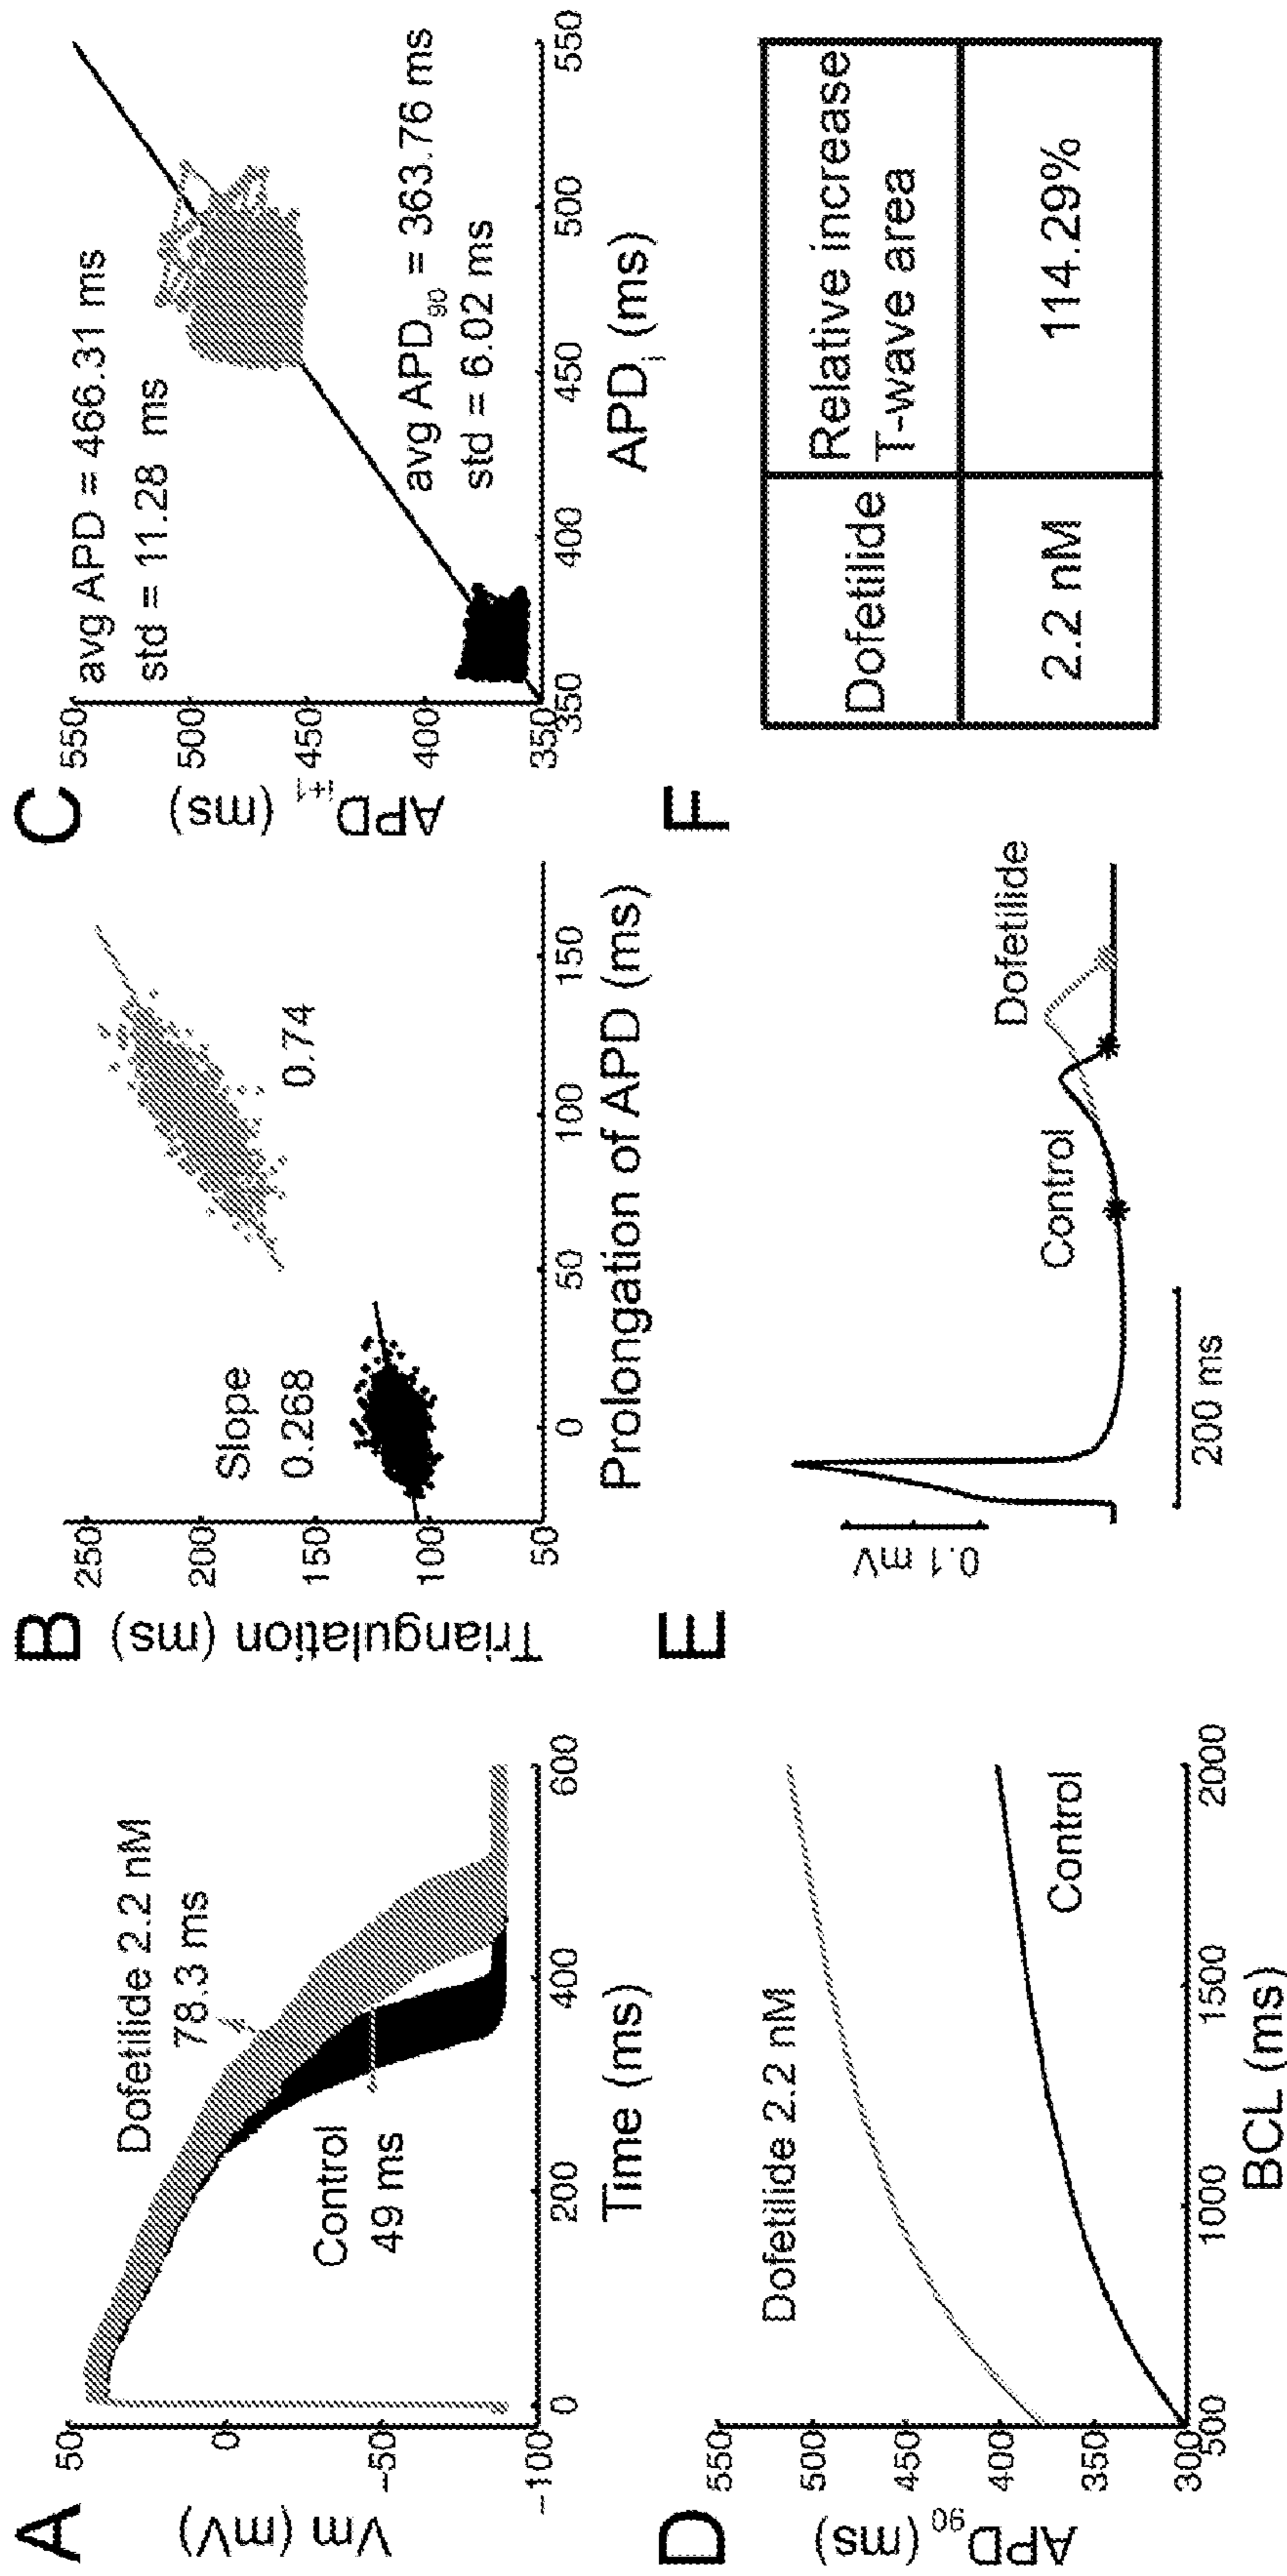 A
Vm (mV)
50
0
-50
-100
Dofetilide 2.2 nM
78.3 ms
Control
49 ms
0
200
400
600
Time (ms)
B
Triangulation (ms)
250
200
150
100
50
Slope
0.268
0.74
0
50
100
150
Prolongation of APD (ms)
C
APD i+1 (ms)
550
500
450
400
350
avg APD = 466.31 ms
std = 11.28 ms
avg APD90 = 363.76 ms
std = 6.02 ms
350
400
450
500
550
APD i (ms)
D
APD90 (ms)
550
500
450
400
350
300
Dofetilide 2.2 nM
Control
500
1000
1500
2000
BCL (ms)
E
0.1 mV
200 ms
Control
Dofetilide
F
Dofetilide
Relative increase
T-wave area
2.2 nM
114.29%